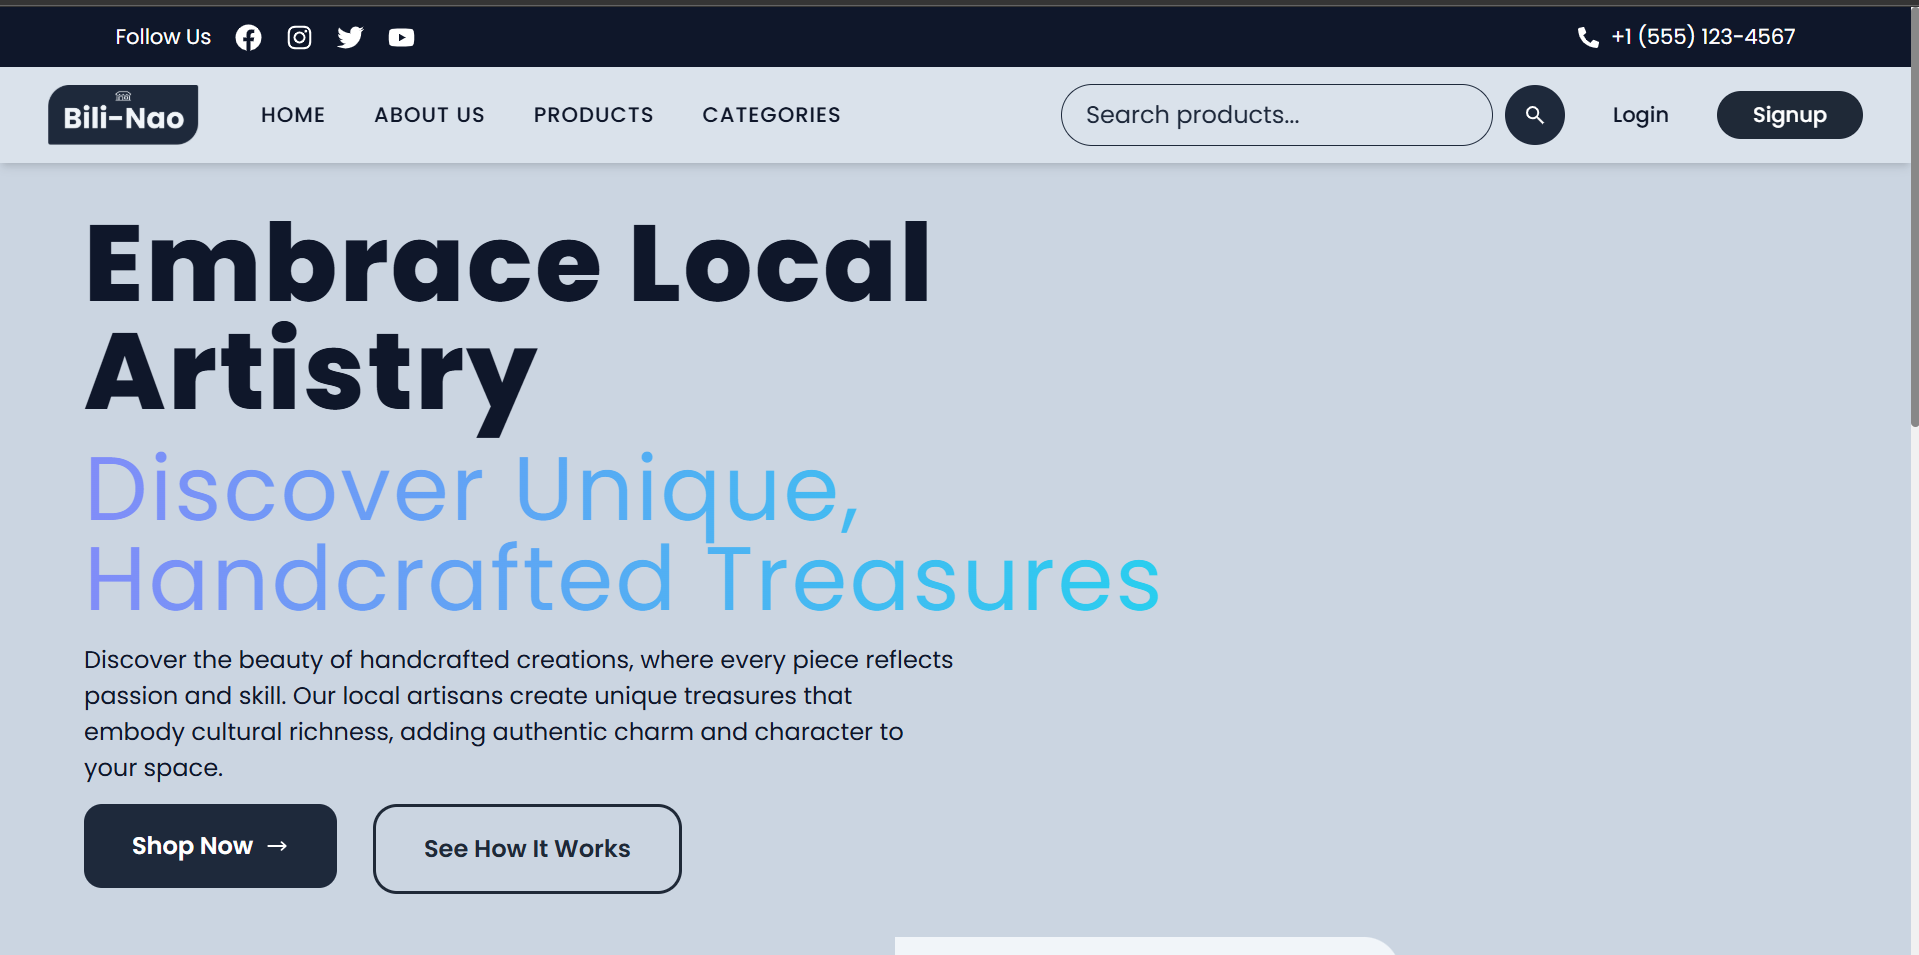 Follow Us
+1 (555) 123-4567
Bili-Nao
HOME
ABOUT US
PRODUCTS
CATEGORIES
Search products...
Login
Signup
Embrace Local
Artistry
Discover Unique,
Handcrafted Treasures
Discover the beauty of handcrafted creations, where every piece reflects
passion and skill. Our local artisans create unique treasures that
embody cultural richness, adding authentic charm and character to
your space.
Shop Now →
See How It Works